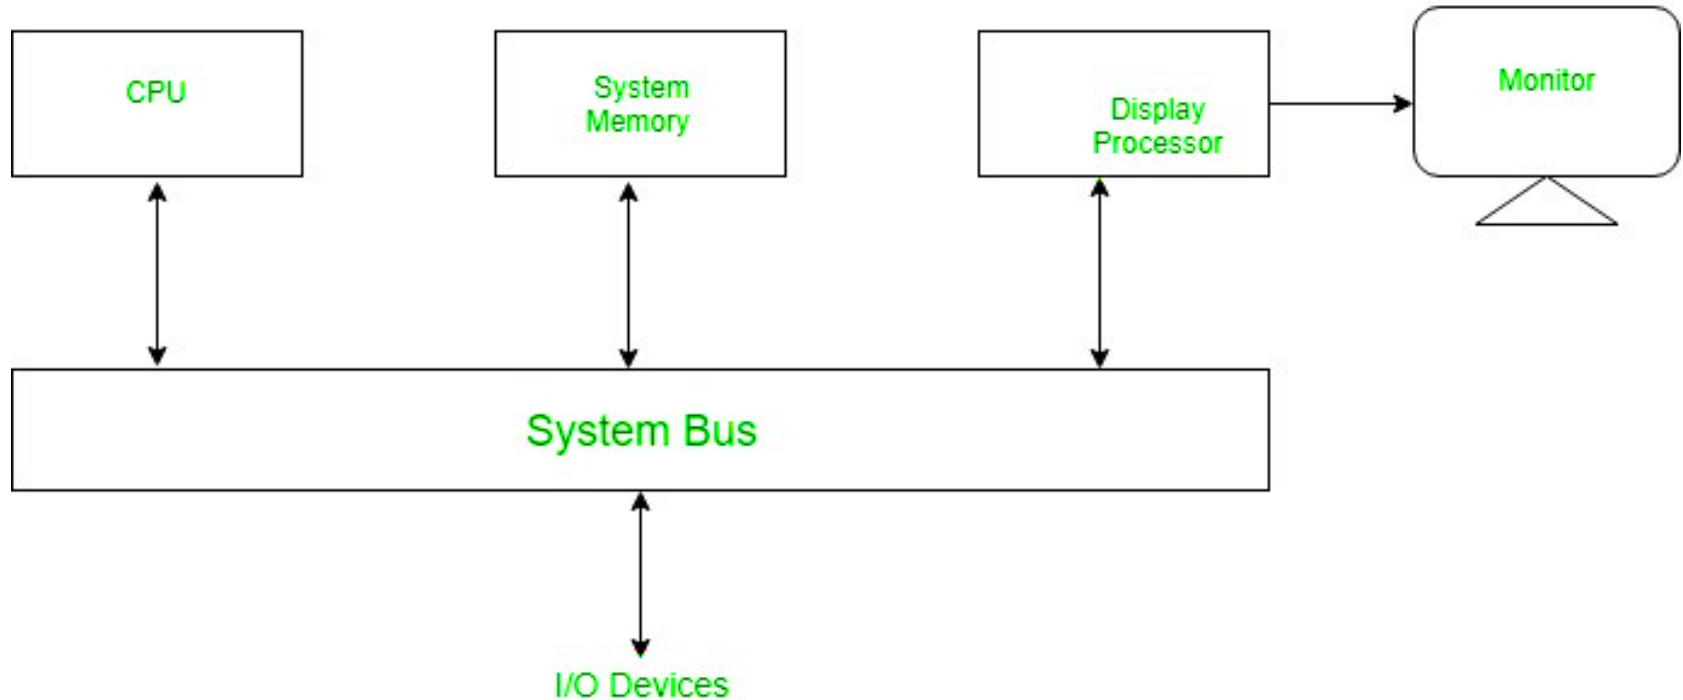 CPU
System
Memory
Display
Processor
Monitor
System Bus
I/O Devices